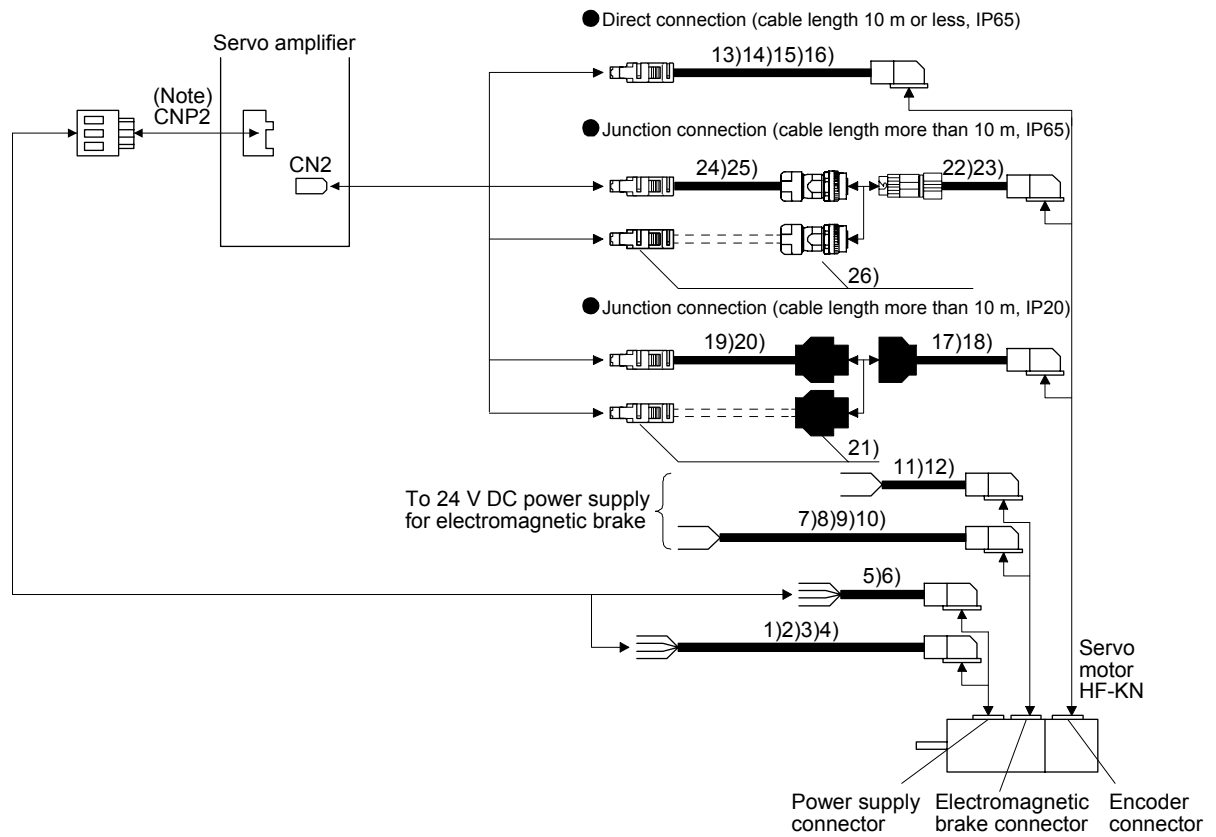 ● Direct connection (cable length 10 m or less, IP65)
Servo amplifier
13)14)15)16)
(Note)
CNP2
● Junction connection (cable length more than 10 m, IP65)
CN2
24)25)
22)23)
26)
● Junction connection (cable length more than 10 m, IP20)
19)20)
17)18)
21)
11)12)
To 24 V DC power supply
for electromagnetic brake
7)8)9)10)
5)6)
1)2)3)4)
Servo
motor
HF-KN
Power supply
connector
Electromagnetic
brake connector
Encoder
connector